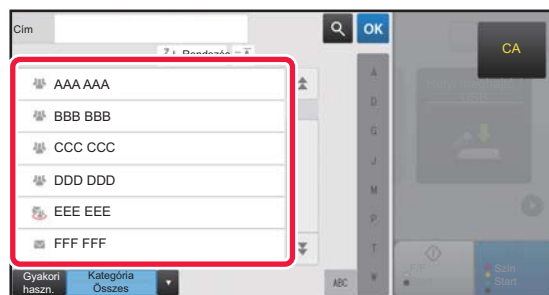 Cím
OK
CA
Rendezés
AAA AAA
BBB BBB
CCC CCC
DDD DDD
EEE EEE
FFF FFF
A
D
G
J
M
P
T
W
ABC
Gyakori
haszn.
Kategória
Összes
Szín
Start